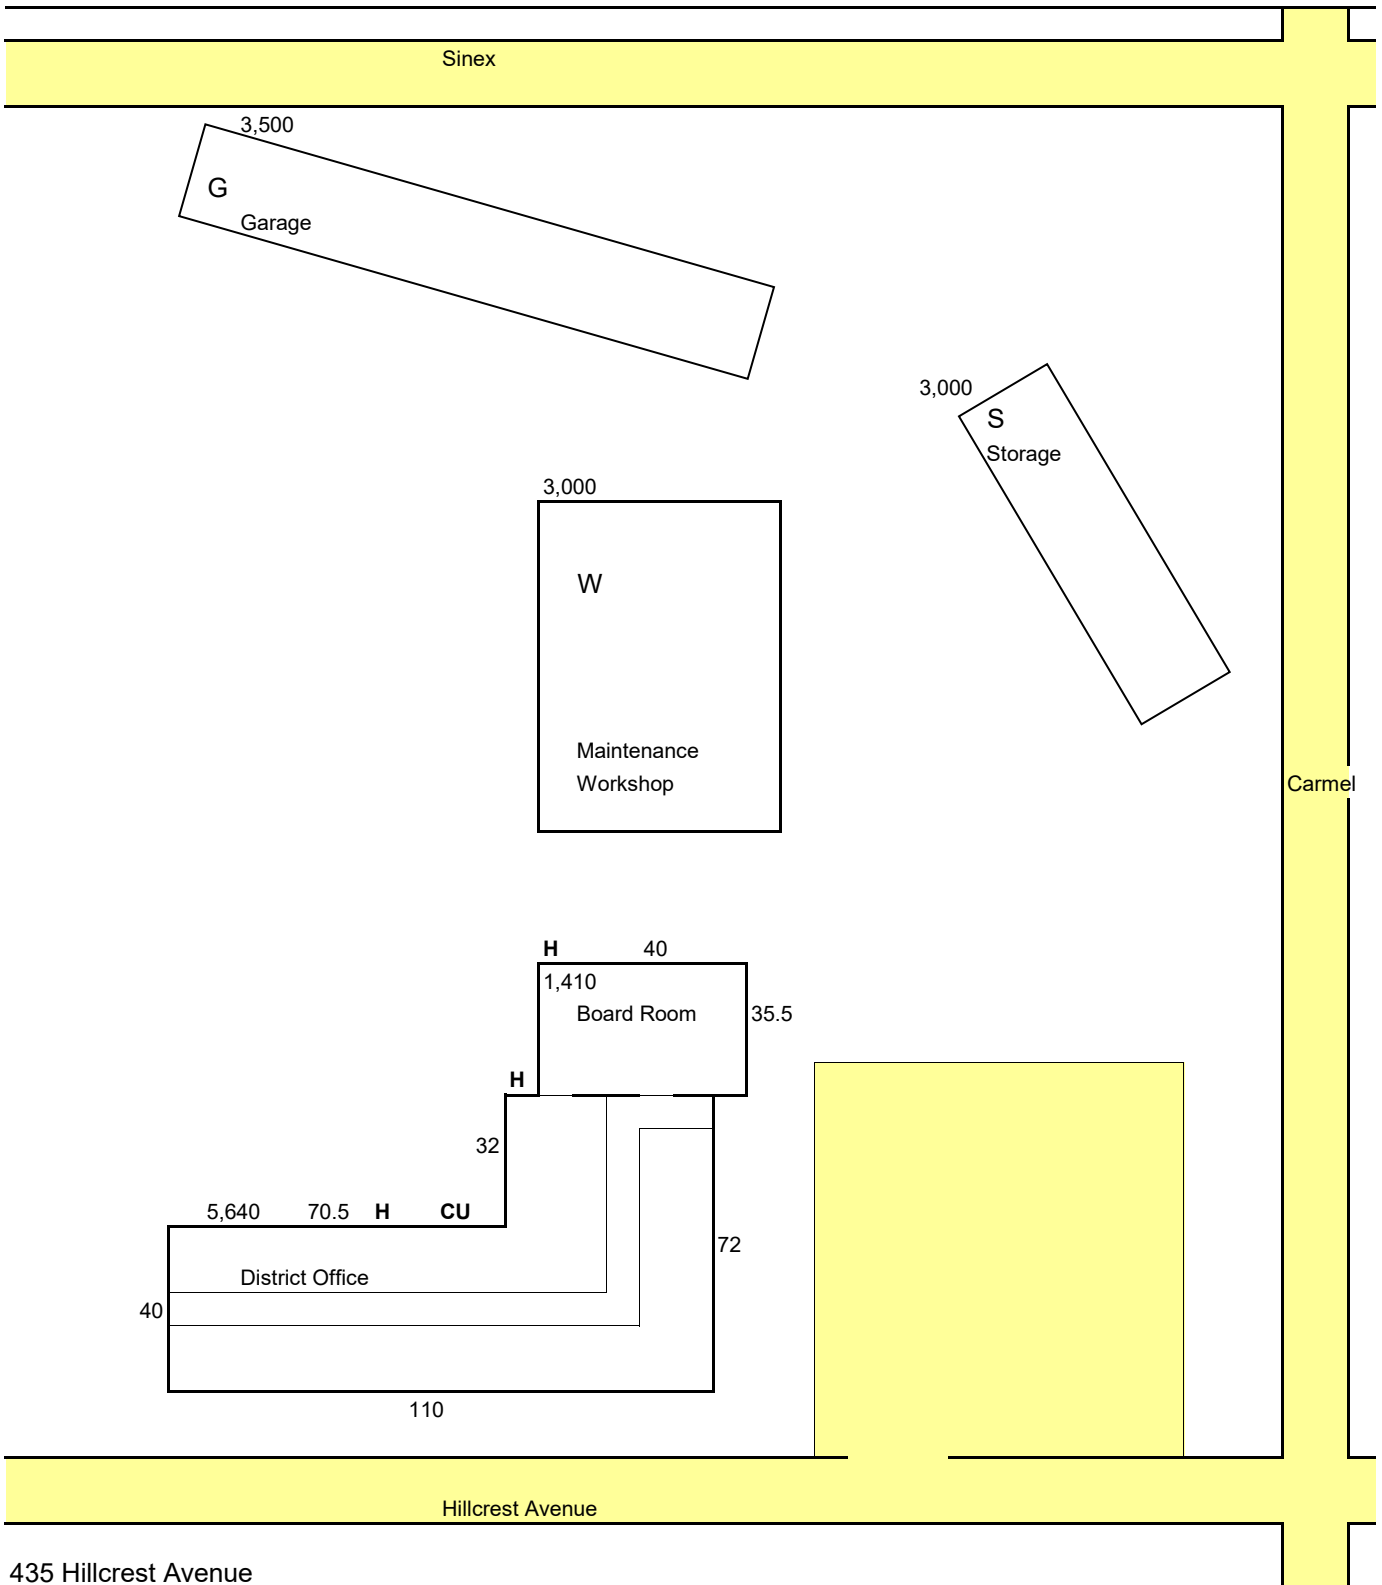 Sinex
3,500
G
Garage
3,000
S
Storage
3,000
W
Maintenance
Workshop
Carmel
H 40
1,410
Board Room 35.5
H
32
5,640 70.5 H CU
72
District Office
40
110
Hillcrest Avenue
435 Hillcrest Avenue